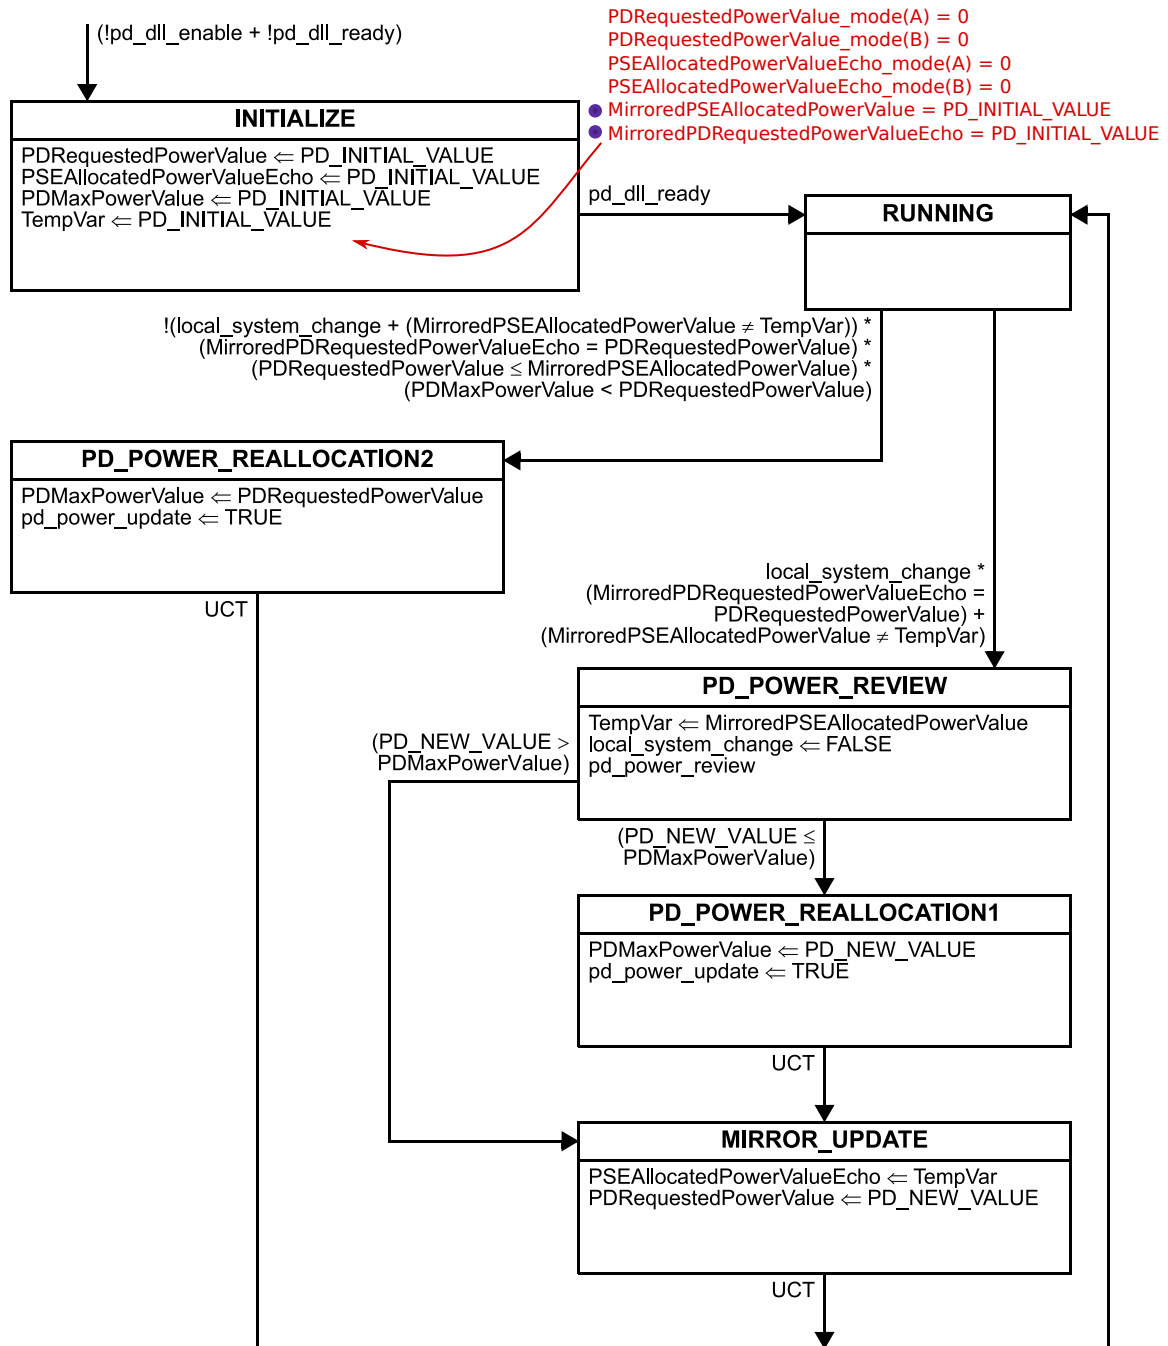 (!pd_dll_enable + !pd_dll_ready)
PDRequestedPowerValue_mode(A) = 0
PDRequestedPowerValue_mode(B) = 0
PSEAllocatedPowerValueEcho_mode(A) = 0
PSEAllocatedPowerValueEcho_mode(B) = 0
MirroredPSEAllocatedPowerValue = PD_INITIAL_VALUE
MirroredPDRequestedPowerValueEcho = PD_INITIAL_VALUE
INITIALIZE
PDRequestedPowerValue ⇐ PD_INITIAL_VALUE
PSEAllocatedPowerValueEcho ⇐ PD_INITIAL_VALUE
PDMaxPowerValue ⇐ PD_INITIAL_VALUE
TempVar ⇐ PD_INITIAL_VALUE
pd_dll_ready
RUNNING
!(local_system_change + (MirroredPSEAllocatedPowerValue ≠ TempVar)) *
(MirroredPDRequestedPowerValueEcho = PDRequestedPowerValue) *
(PDRequestedPowerValue ≤ MirroredPSEAllocatedPowerValue) *
(PDMaxPowerValue < PDRequestedPowerValue)
PD_POWER_REALLOCATION2
PDMaxPowerValue ⇐ PDRequestedPowerValue
pd_power_update ⇐ TRUE
UCT
local_system_change *
(MirroredPDRequestedPowerValueEcho =
PDRequestedPowerValue) +
(MirroredPSEAllocatedPowerValue ≠ TempVar)
PD_POWER_REVIEW
TempVar ⇐ MirroredPSEAllocatedPowerValue
local_system_change ⇐ FALSE
pd_power_review
(PD_NEW_VALUE >
PDMaxPowerValue)
(PD_NEW_VALUE ≤
PDMaxPowerValue)
PD_POWER_REALLOCATION1
PDMaxPowerValue ⇐ PD_NEW_VALUE
pd_power_update ⇐ TRUE
UCT
MIRROR_UPDATE
PSEAllocatedPowerValueEcho ⇐ TempVar
PDRequestedPowerValue ⇐ PD_NEW_VALUE
UCT